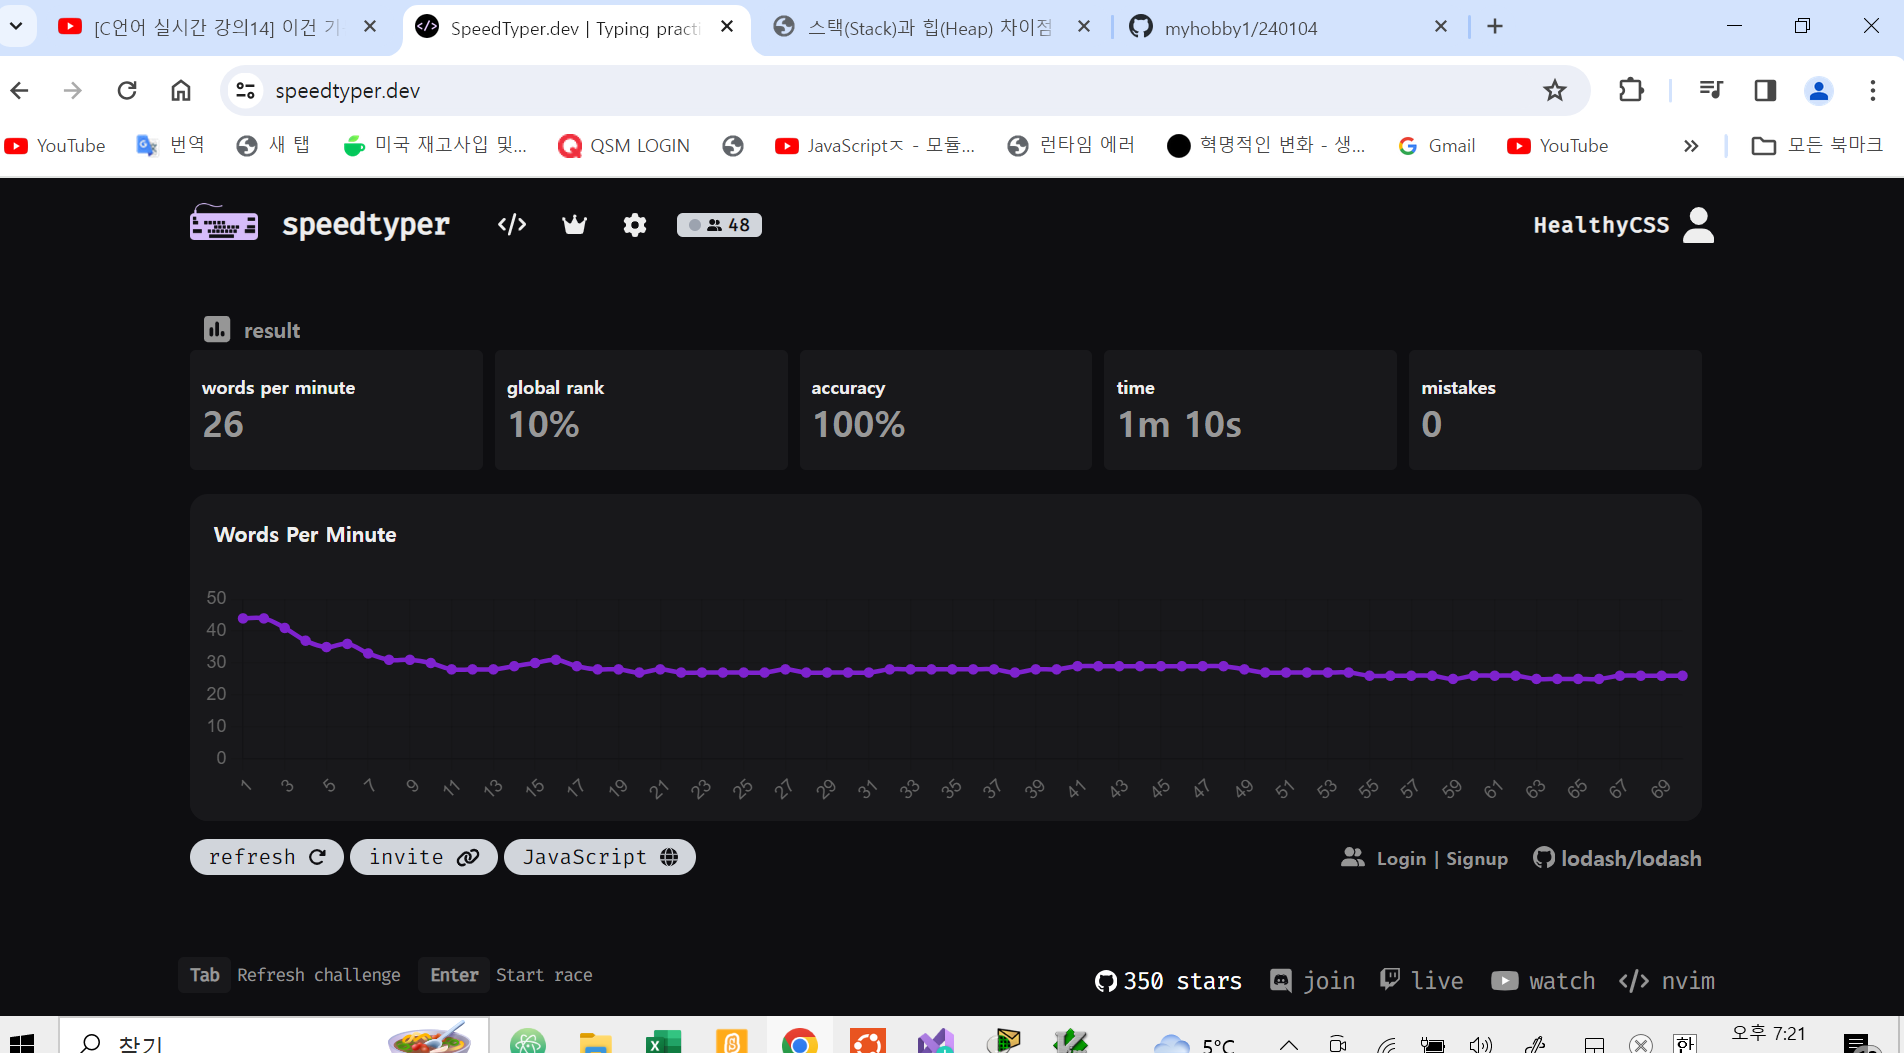 [C언어 실시간 강의14] 이건 기
SpeedTyper.dev | Typing practi
스택(Stack)과 힙(Heap) 차이점
myhobby1/240104
speedtyper.dev
YouTube
번역
새 탭
미국 재고사입 및...
QSM LOGIN
JavaScriptㅈ - 모듈...
런타임 에러
혁명적인 변화 - 생...
Gmail
YouTube
모든 북마크
speedtyper
48
HealthyCSS
result
words per minute
26
global rank
10%
accuracy
100%
time
1m 10s
mistakes
0
Words Per Minute
50
40
30
20
10
0
1 3 5 7 9 11 13 15 17 19 21 23 25 27 29 31 33 35 37 39 41 43 45 47 49 51 53 55 57 59 61 63 65 67 69
refresh
invite
JavaScript
Login | Signup
lodash/lodash
Tab Refresh challenge
Enter Start race
350 stars
join
live
watch
nvim
찾기
5°C
한
오후 7:21